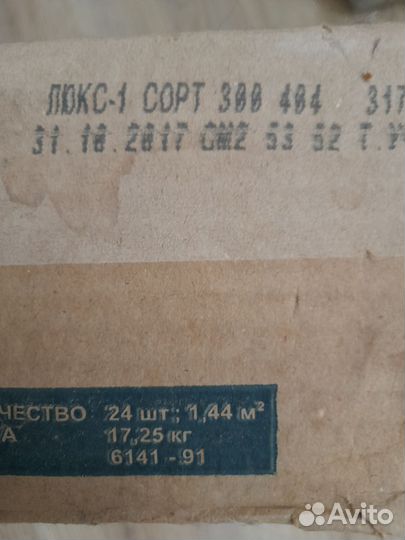 ЛЮКС-1 СОРТ 300 404 317
31.10.2017 СМ2 53 52 Т.УЧ
ЧЕСТВО 24 шт; 1,44 м²
А 17,25 кг
6141 - 91
Avito